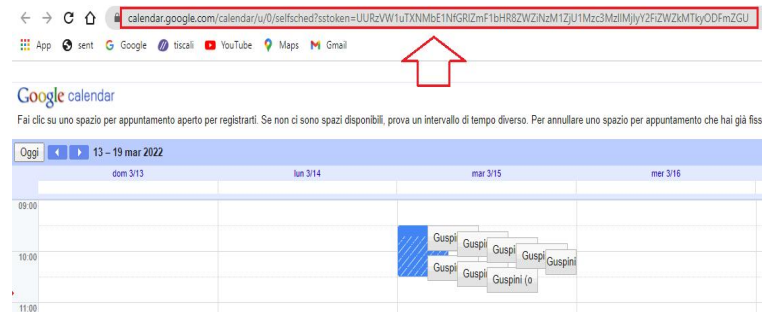 calendar.google.com/calendar/u/0/selfsched?sstoken=UURzVW1uTXNMbE1NfGRlZmF1bHR8ZWZiNzM1ZjU1Mzc3MzllMjIyY2FiZWZkMTkyODFmZGU
App sent Google tiscali YouTube Maps Gmail
Google calendar
Fai clic su uno spazio per appuntamento aperto per registrarti. Se non ci sono spazi disponibili, prova un intervallo di tempo diverso. Per annullare uno spazio per appuntamento che hai già fiss
Oggi 13 – 19 mar 2022
dom 3/13 lun 3/14 mar 3/15 mer 3/16
09:00
Guspi Guspi Guspi Guspi Guspini
10:00
Guspi Guspi Guspini (o
11:00